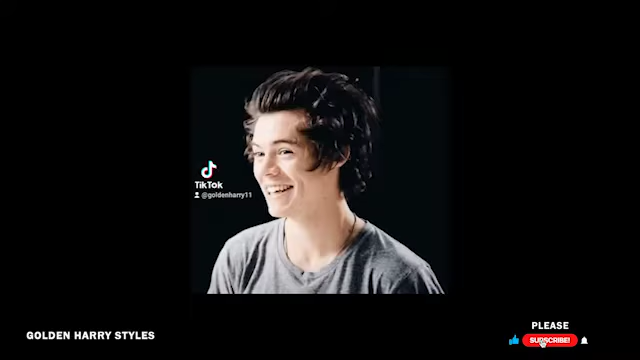 TikTok
@goldenharry11
GOLDEN HARRY STYLES
PLEASE
SUBSCRIBE!